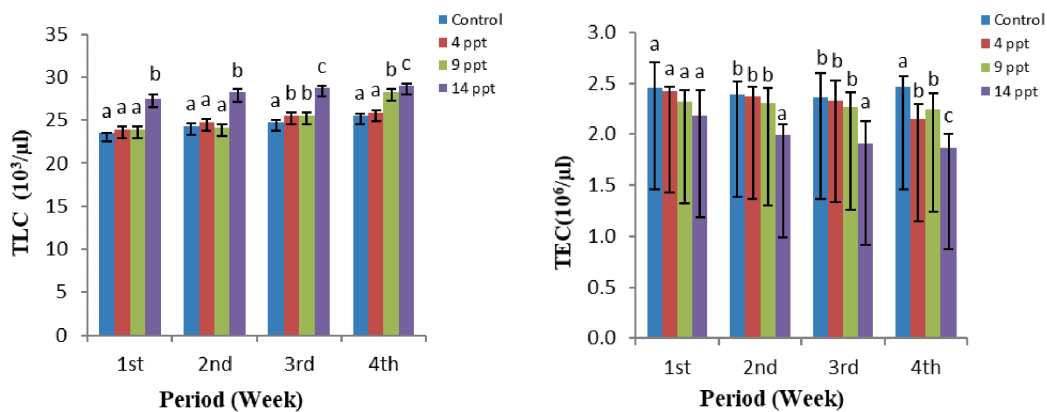 35
30
25
20
15
10
5
0
TLC (10³/µl)
a a a b
a a a b
a b b c
a a b c
1st 2nd 3rd 4th
Period (Week)
Control
4 ppt
9 ppt
14 ppt
3.0
2.5
2.0
1.5
1.0
0.5
0.0
TEC(10⁶/µl)
a a a a
b b b a
b b b a
a b b c
1st 2nd 3rd 4th
Period (Week)
Control
4 ppt
9 ppt
14 ppt